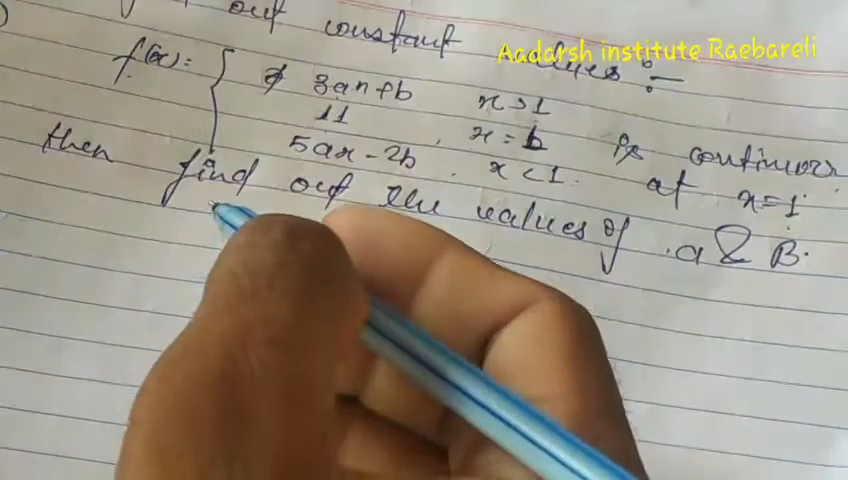 out constant values :-
Aadarsh institute Raebareli
f(x) = { 3ax+b x>1
11 , x=1 is continuous
5ax-2b . x<1. at x=1.
then find out the values of a & B.